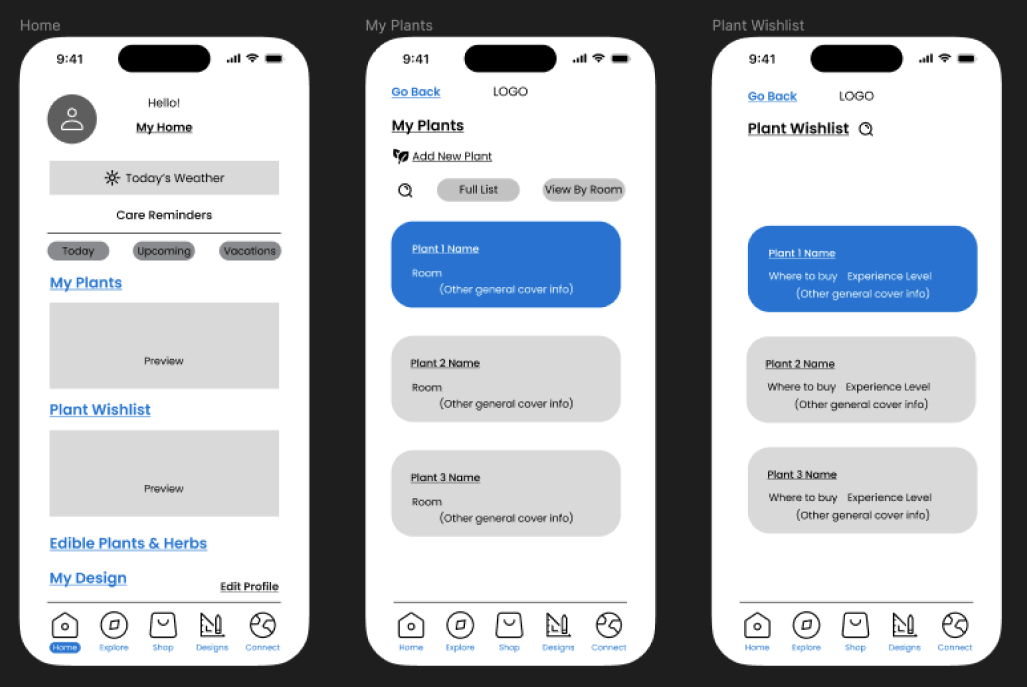 Home
9:41
Hello!
My Home
Today's Weather
Care Reminders
Today Upcoming Vacations
My Plants
Preview
Plant Wishlist
Preview
Edible Plants & Herbs
My Design
Edit Profile
Home Explore Shop Designs Connect
My Plants
9:41
Go Back LOGO
My Plants
Add New Plant
Full List View By Room
Plant 1 Name
Room
(Other general cover info)
Plant 2 Name
Room
(Other general cover info)
Plant 3 Name
Room
(Other general cover info)
Home Explore Shop Designs Connect
Plant Wishlist
9:41
Go Back LOGO
Plant Wishlist
Plant 1 Name
Where to buy Experience Level
(Other general cover info)
Plant 2 Name
Where to buy Experience Level
(Other general cover info)
Plant 3 Name
Where to buy Experience Level
(Other general cover info)
Home Explore Shop Designs Connect